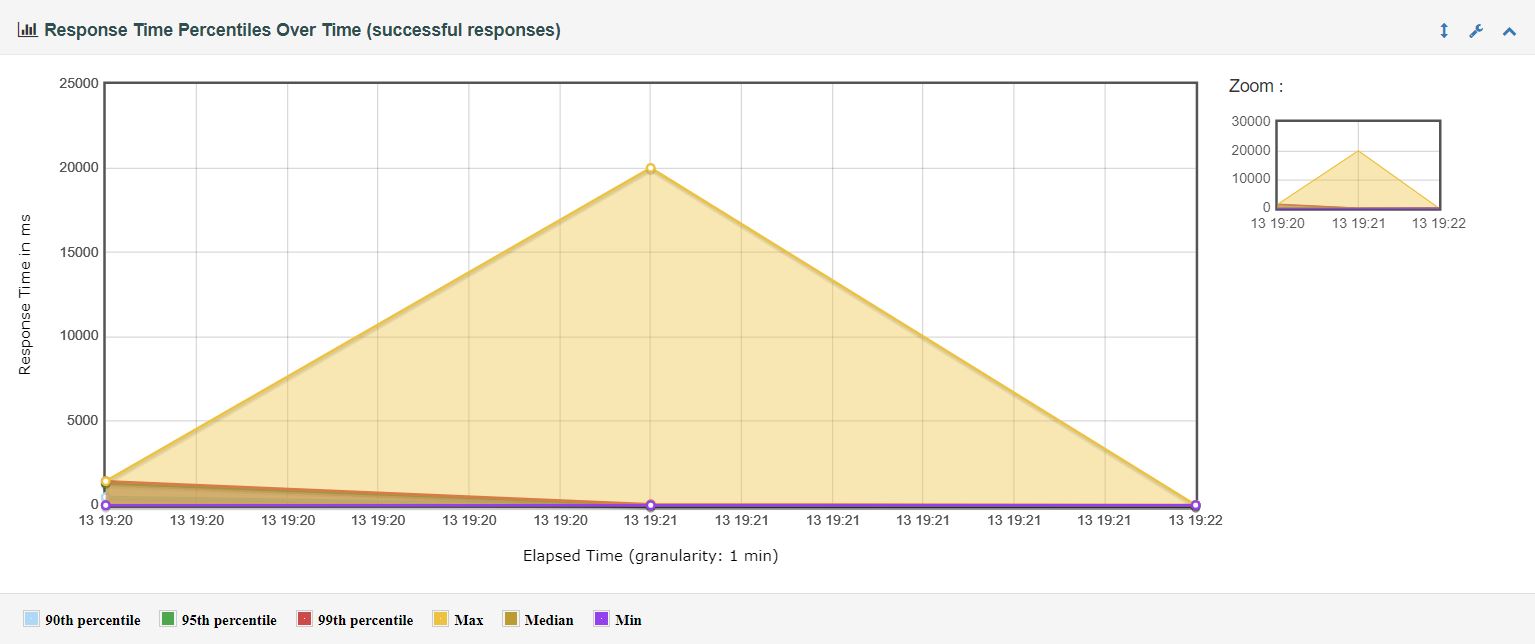 Response Time Percentiles Over Time (successful responses)
25000
20000
15000
10000
5000
0
Response Time in ms
13 19:20 13 19:20 13 19:20 13 19:20 13 19:20 13 19:20 13 19:21 13 19:21 13 19:21 13 19:21 13 19:21 13 19:21 13 19:22
Elapsed Time (granularity: 1 min)
Zoom :
30000
20000
10000
0
13 19:20 13 19:21 13 19:22
90th percentile 95th percentile 99th percentile Max Median Min